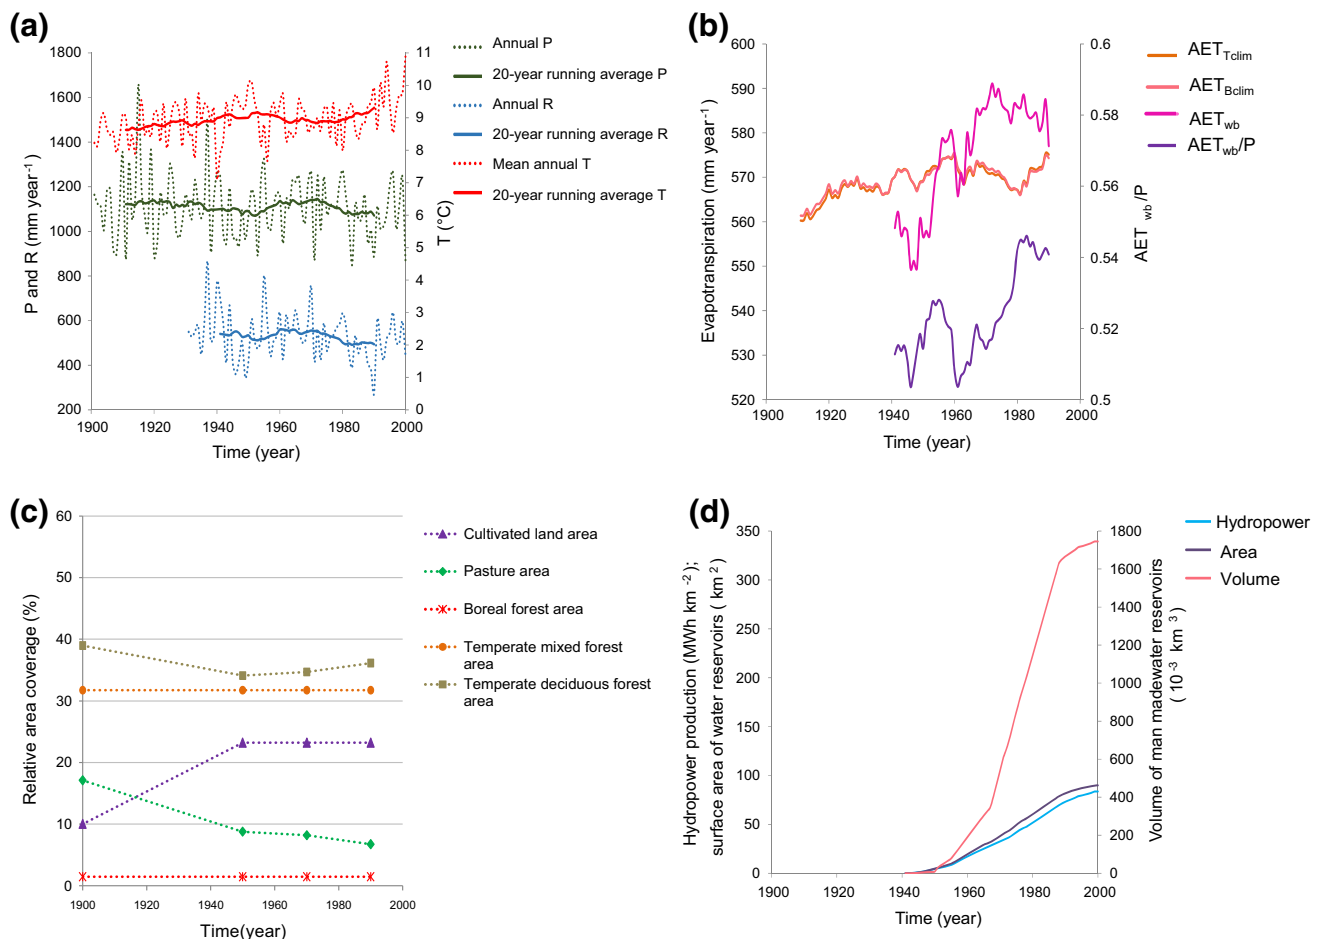 (a)
1800
1600
1400
1200
1000
800
600
400
200
P and R (mm year-1)
11
10
9
8
7
6
5
4
3
2
1
0
T (°C)
1900 1920 1940 1960 1980 2000
Time (year)
Annual P
20-year running average P
Annual R
20-year running average R
Mean annual T
20-year running average T
(b)
600
590
580
570
560
550
540
530
520
Evapotranspiration (mm year-1)
0.6
0.58
0.56
0.54
0.52
0.5
AET wb /P
1900 1920 1940 1960 1980 2000
Time (year)
AETTclim
AETBclim
AETwb
AETwb/P
(c)
60
50
40
30
20
10
0
Relative area coverage (%)
1900 1920 1940 1960 1980 2000
Time(year)
Cultivated land area
Pasture area
Boreal forest area
Temperate mixed forest
area
Temperate deciduous forest
area
(d)
350
300
250
200
150
100
50
0
Hydropower production (MWh km-2);
surface area of water reservoirs ( km2)
1800
1600
1400
1200
1000
800
600
400
200
0
Volume of man madewater reservoirs
( 10-3 km3)
1900 1920 1940 1960 1980 2000
Time (year)
Hydropower
Area
Volume